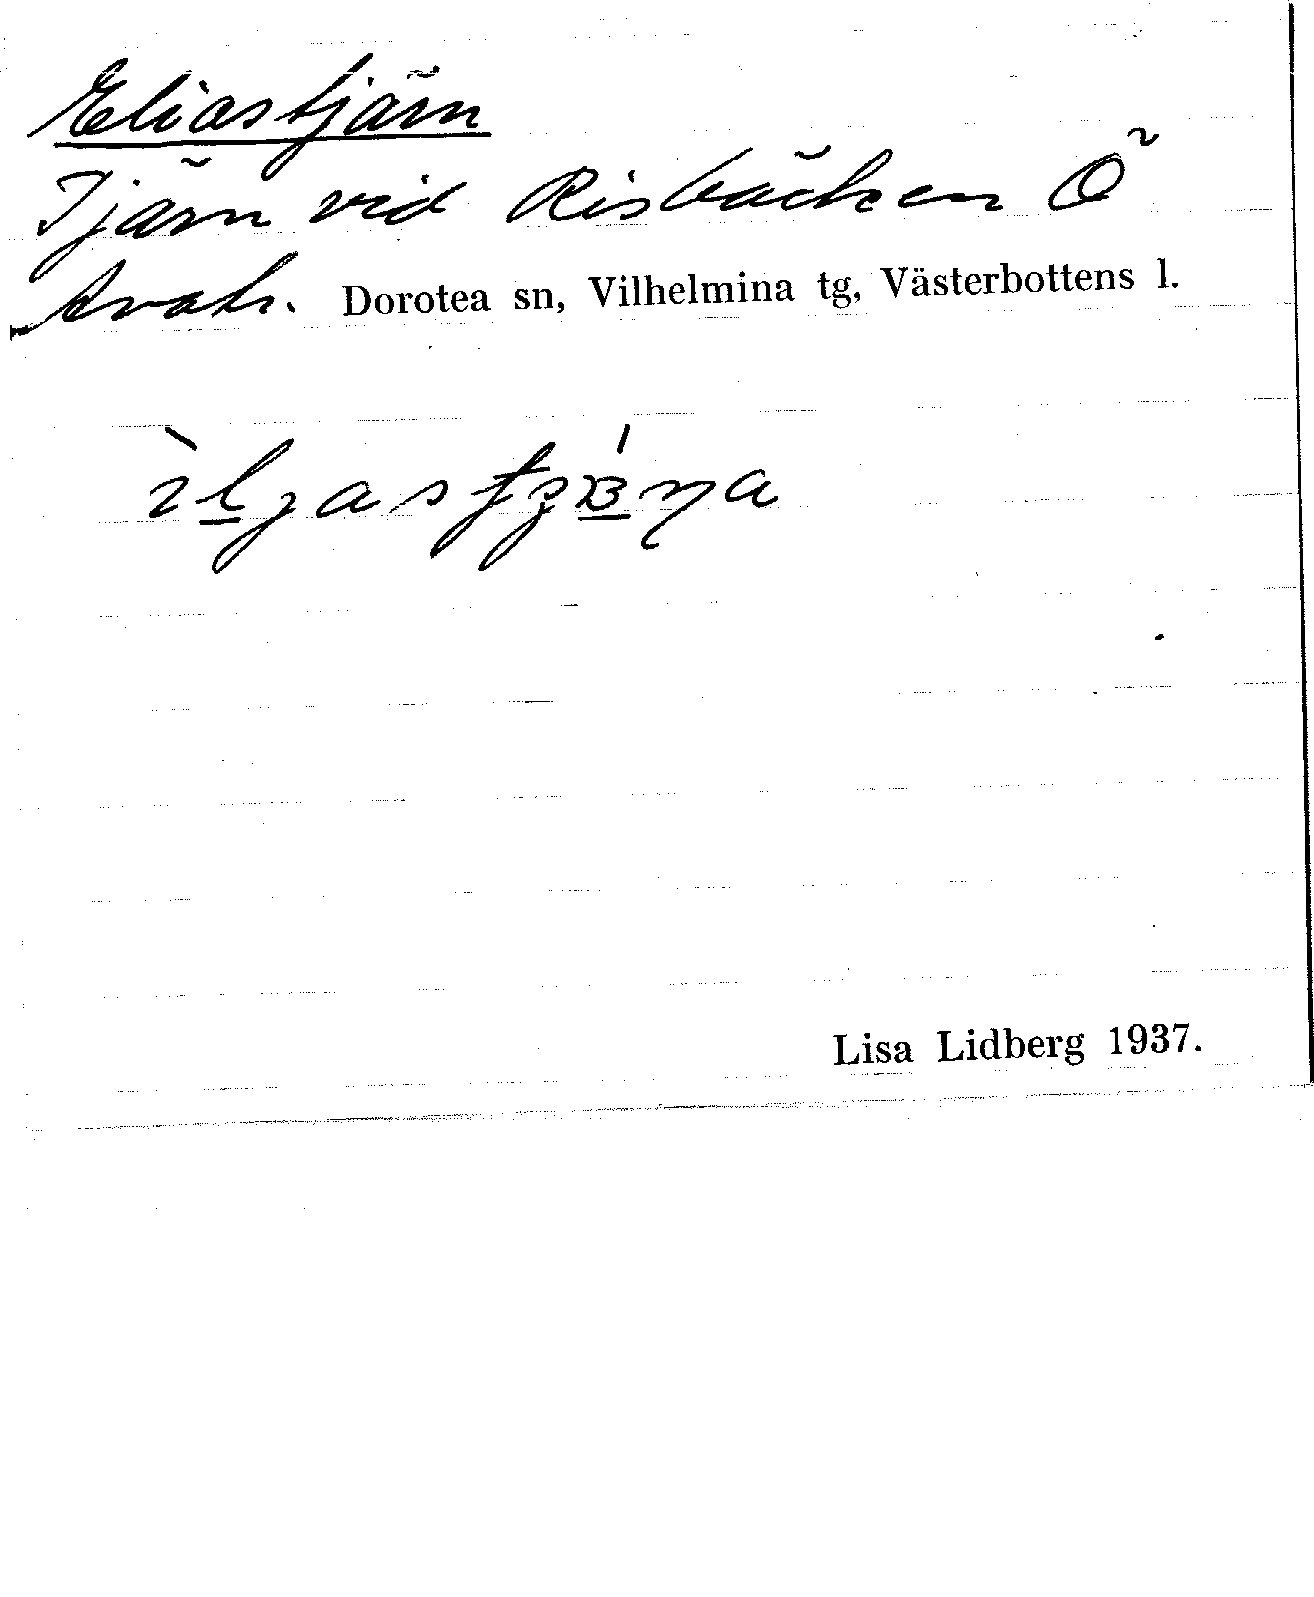 Eliastjärn
Tjärn vid Risbäcken Ö
Avah. Dorotea sn, Vilhelmina tg, Västerbottens l.
Lisa Lidberg 1937.